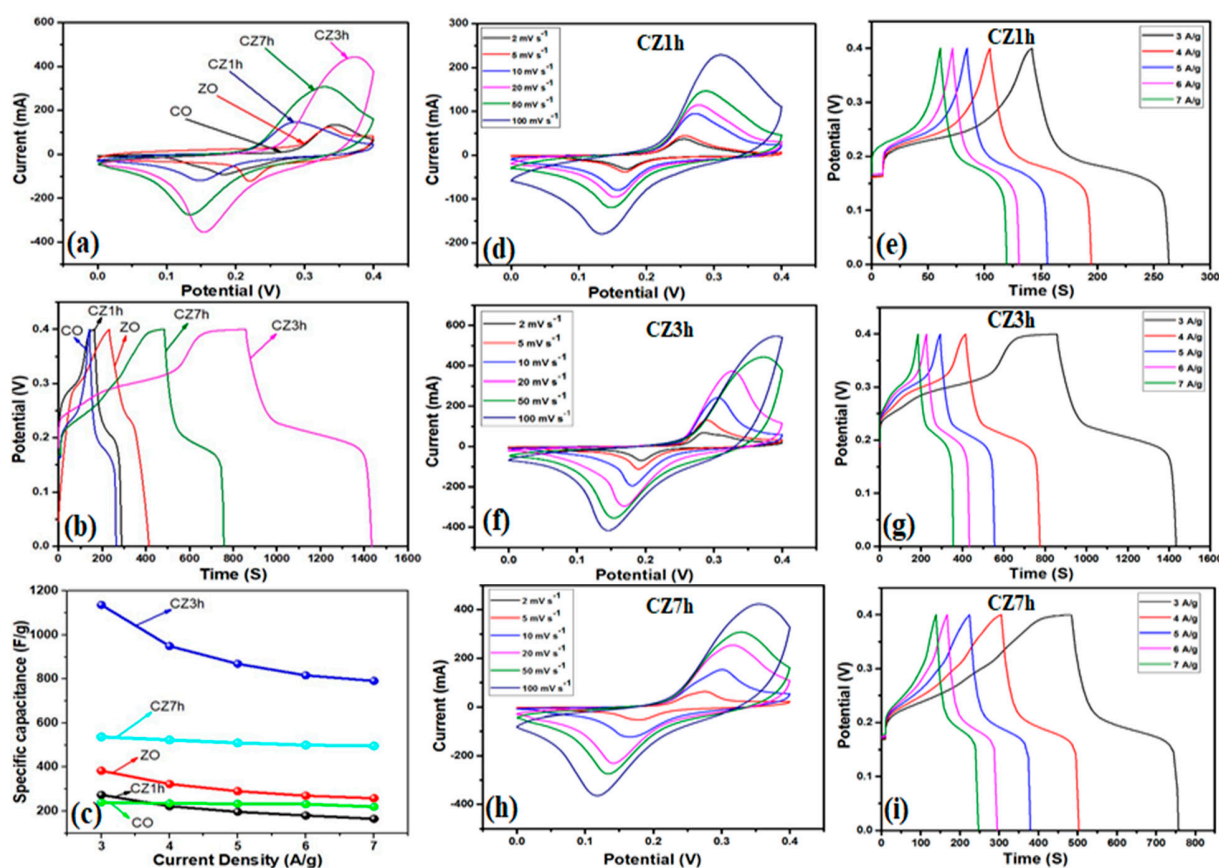 600
400
200
0
-200
-400
0.0 0.1 0.2 0.3 0.4
Current (mA)
Potential (V)
CZ3h
CZ7h
CZ1h
ZO
CO
(a)
300
200
100
0
-100
-200
0.0 0.1 0.2 0.3 0.4
Current (mA)
Potential (V)
CZ1h
2 mV s⁻¹
5 mV s⁻¹
10 mV s⁻¹
20 mV s⁻¹
50 mV s⁻¹
100 mV s⁻¹
(d)
0.4
0.3
0.2
0.1
0.0
0 50 100 150 200 250 300
Potential (V)
Time (S)
CZ1h
3 A/g
4 A/g
5 A/g
6 A/g
7 A/g
(e)
0.4
0.3
0.2
0.1
0.0
0 200 400 600 800 1000 1200 1400 1600
Potential (V)
Time (S)
CZ1h
CO
ZO
CZ7h
CZ3h
(b)
600
400
200
0
-200
-400
0.0 0.1 0.2 0.3 0.4
Current (mA)
Potential (V)
CZ3h
2 mV s⁻¹
5 mV s⁻¹
10 mV s⁻¹
20 mV s⁻¹
50 mV s⁻¹
100 mV s⁻¹
(f)
0.4
0.3
0.2
0.1
0.0
0 200 400 600 800 1000 1200 1400 1600
Potential (V)
Time (S)
CZ3h
3 A/g
4 A/g
5 A/g
6 A/g
7 A/g
(g)
1200
1000
800
600
400
200
3 4 5 6 7
Specific capacitance (F/g)
Current Density (A/g)
CZ3h
CZ7h
ZO
CZ1h
CO
(c)
400
200
0
-200
-400
0.0 0.1 0.2 0.3 0.4
Current (mA)
Potential (V)
CZ7h
2 mV s⁻¹
5 mV s⁻¹
10 mV s⁻¹
20 mV s⁻¹
50 mV s⁻¹
100 mV s⁻¹
(h)
0.4
0.3
0.2
0.1
0.0
0 100 200 300 400 500 600 700 800
Potential (V)
Time (S)
CZ7h
3 A/g
4 A/g
5 A/g
6 A/g
7 A/g
(i)